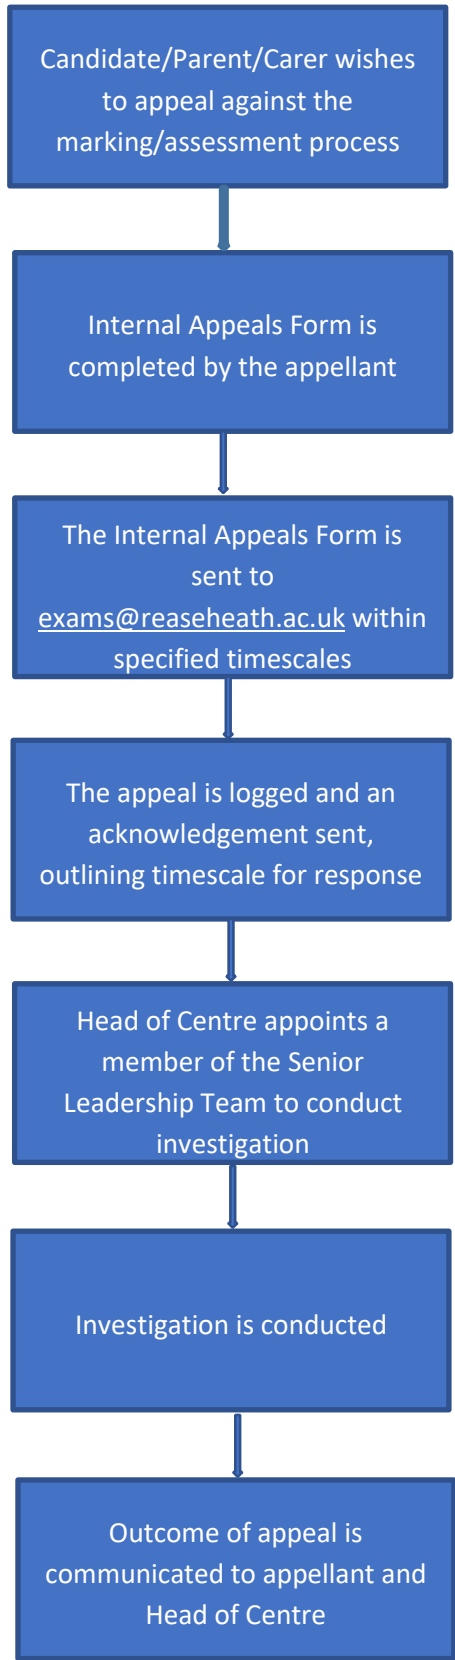 Candidate/Parent/Carer wishes
to appeal against the
marking/assessment process
Internal Appeals Form is
completed by the appellant
The Internal Appeals Form is
sent to
exams@reaseheath.ac.uk within
specified timescales
The appeal is logged and an
acknowledgement sent,
outlining timescale for response
Head of Centre appoints a
member of the Senior
Leadership Team to conduct
investigation
Investigation is conducted
Outcome of appeal is
communicated to appellant and
Head of Centre